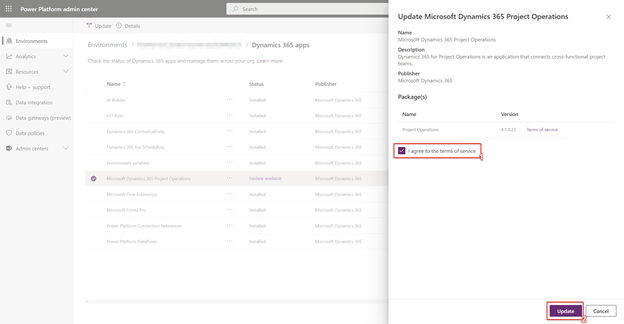 Power Platform admin center
Search
Update
Details
Environments
Analytics
Resources
Help + support
Data integration
Data gateways (preview)
Data policies
Admin centers
Environments
Dynamics 365 apps
Check the status of Dynamics 365 apps and manage them across your org. Learn more
Name Status Publisher
AI Builder Installed Microsoft Dynamics 365
Installed Microsoft Dynamics 365
Dynamics 365 ContextualHelp Installed Microsoft Dynamics 365
Dynamics 365 For Scheduling Installed Microsoft Dynamics 365
Environment variables Installed Microsoft Dynamics 365
Microsoft Dynamics 365 Project Operations Update available Microsoft Dynamics 365
Microsoft Flow Extensions Installed Microsoft Dynamics 365
Microsoft Forms Pro Installed Microsoft Dynamics 365
Power Platform Connection References Installed Microsoft Dynamics 365
Power Platform Dataflows Installed Microsoft Dynamics 365
Update Microsoft Dynamics 365 Project Operations
Name
Microsoft Dynamics 365 Project Operations
Description
Dynamics 365 for Project Operations is an application that connects cross-functional project
teams.
Publisher
Microsoft Dynamics 365
Package(s)
Name Version
Project Operations 4.1.0.23 Terms of service
I agree to the terms of service
Update Cancel